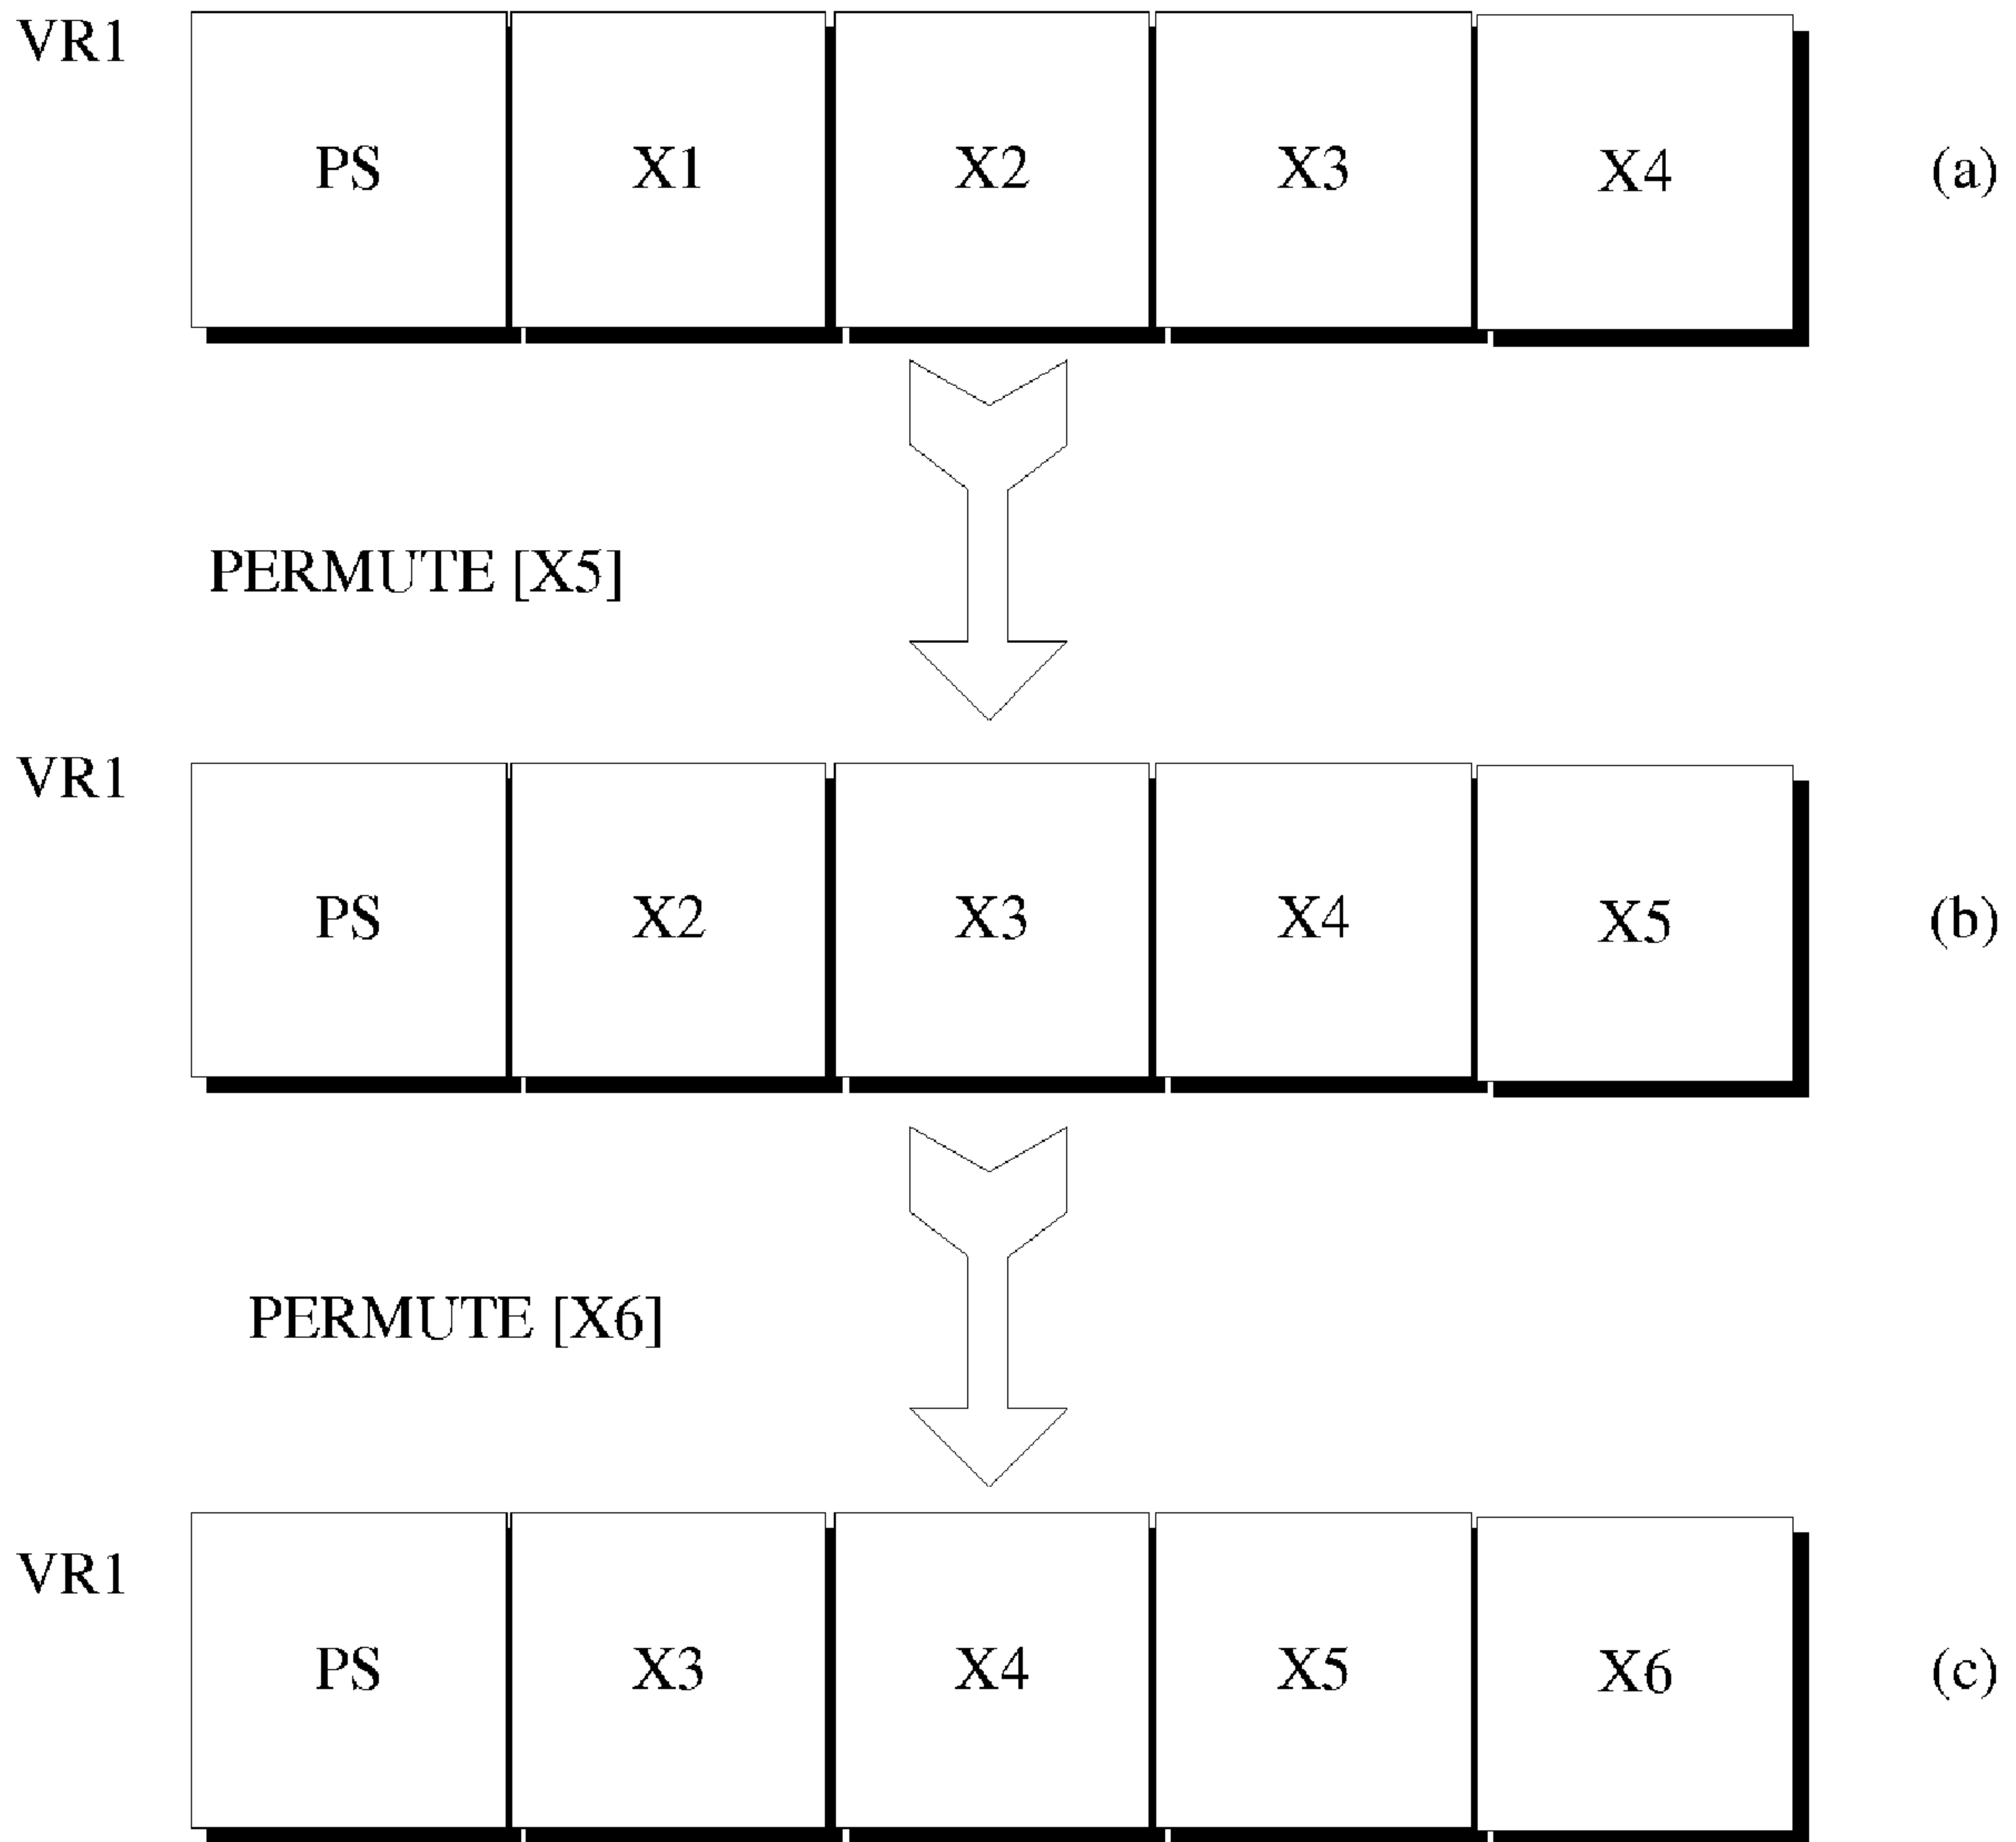 VR1
PS X1 X2 X3 X4 (a)
PERMUTE [X5]
VR1
PS X2 X3 X4 X5 (b)
PERMUTE [X6]
VR1
PS X3 X4 X5 X6 (c)